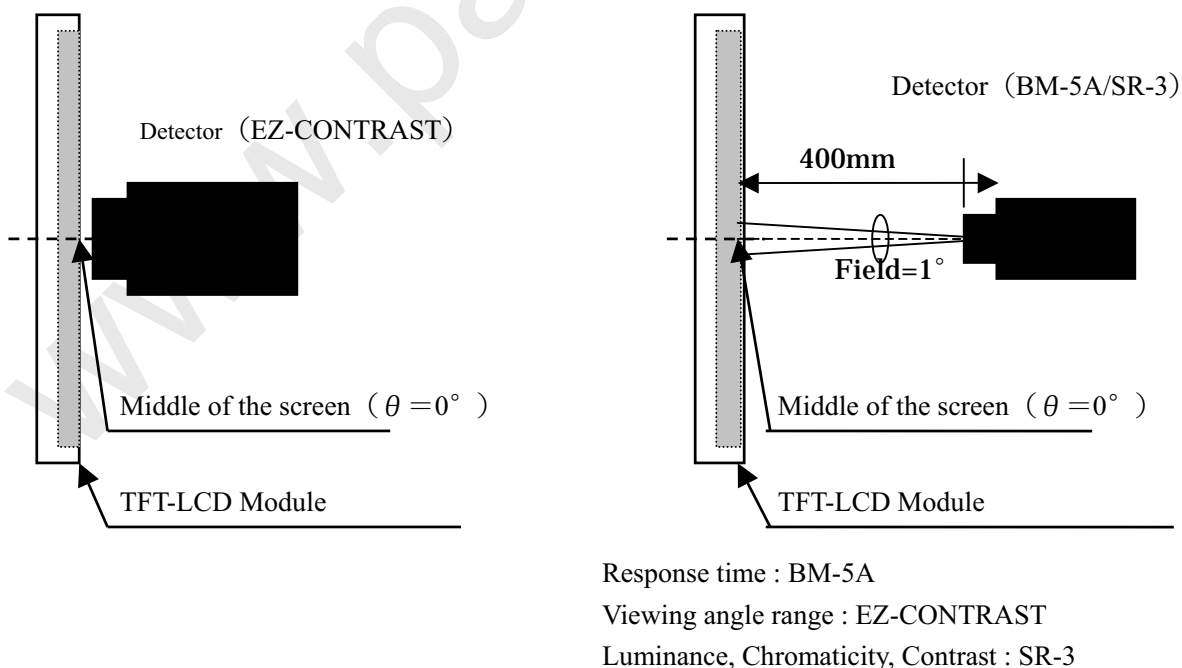 Detector（EZ-CONTRAST）
Middle of the screen（θ＝0°）
TFT-LCD Module
Detector（BM-5A/SR-3）
400mm
Field=1°
Middle of the screen（θ＝0°）
TFT-LCD Module
Response time : BM-5A
Viewing angle range : EZ-CONTRAST
Luminance, Chromaticity, Contrast : SR-3
www.pa